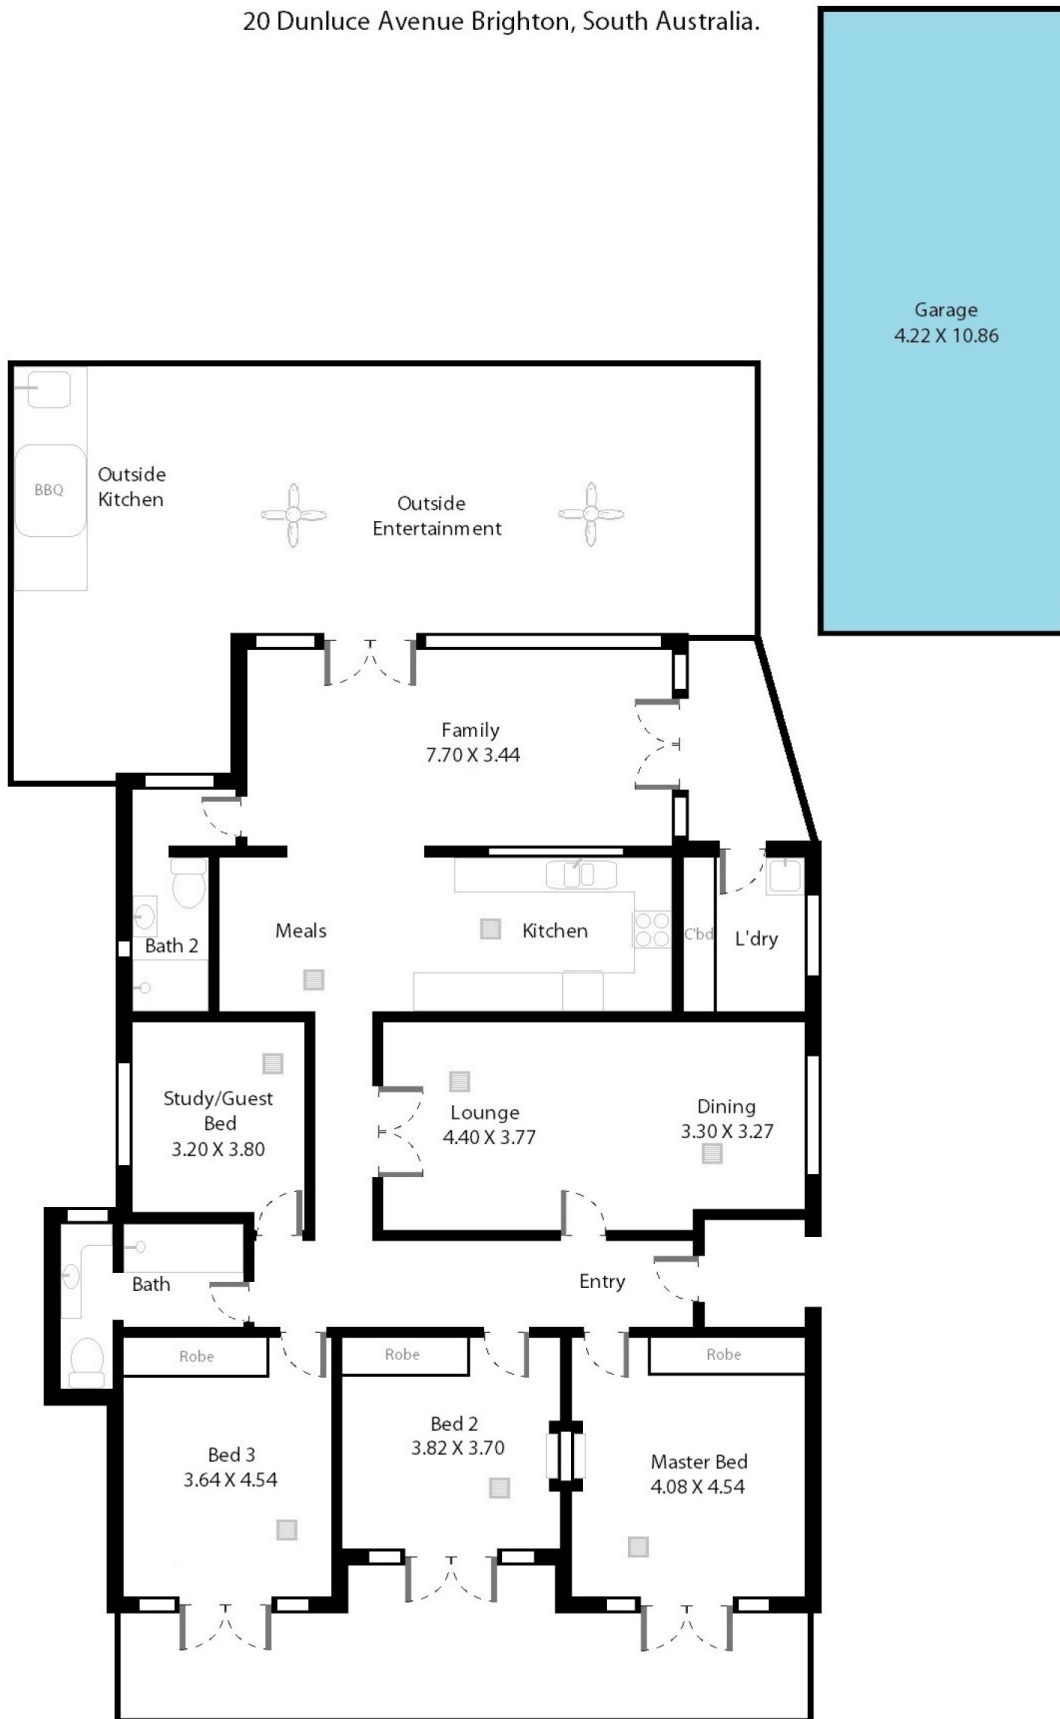 20 Dunluce Avenue Brighton, South Australia.
Garage
4.22 X 10.86
BBQ
Outside
Kitchen
Outside
Entertainment
Family
7.70 X 3.44
Meals
Kitchen
Bath 2
C'bd
L'dry
Study/Guest
Bed
3.20 X 3.80
Lounge
4.40 X 3.77
Dining
3.30 X 3.27
Bath
Entry
Robe
Robe
Robe
Bed 3
3.64 X 4.54
Bed 2
3.82 X 3.70
Master Bed
4.08 X 4.54